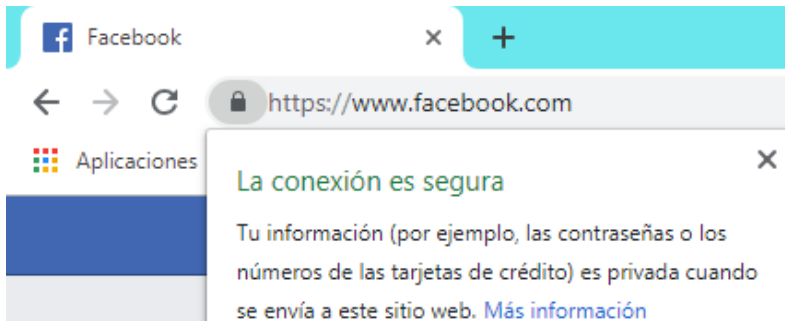 Facebook
https://www.facebook.com
Aplicaciones
La conexión es segura
Tu información (por ejemplo, las contraseñas o los
números de las tarjetas de crédito) es privada cuando
se envía a este sitio web. Más información